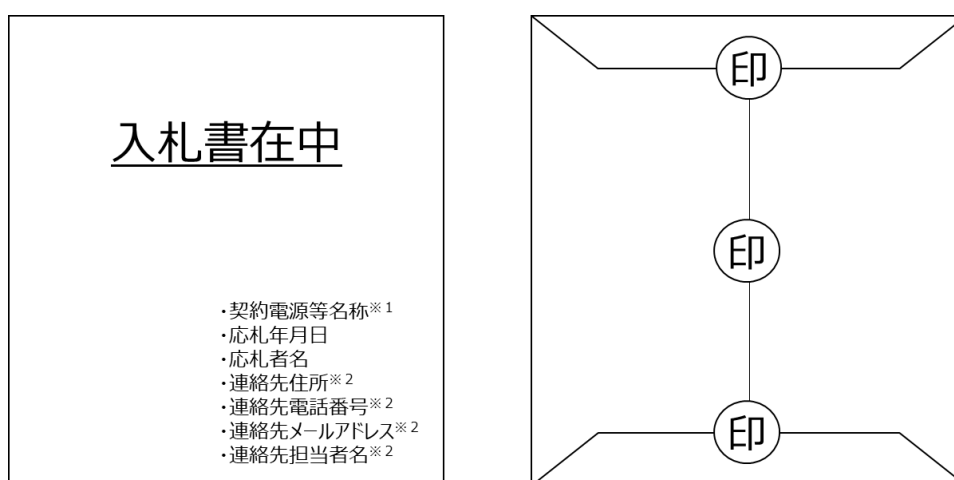 入札書在中
・契約電源等名称※1
・応札年月日
・応札者名
・連絡先住所※2
・連絡先電話番号※2
・連絡先メールアドレス※2
・連絡先担当者名※2
印
印
印